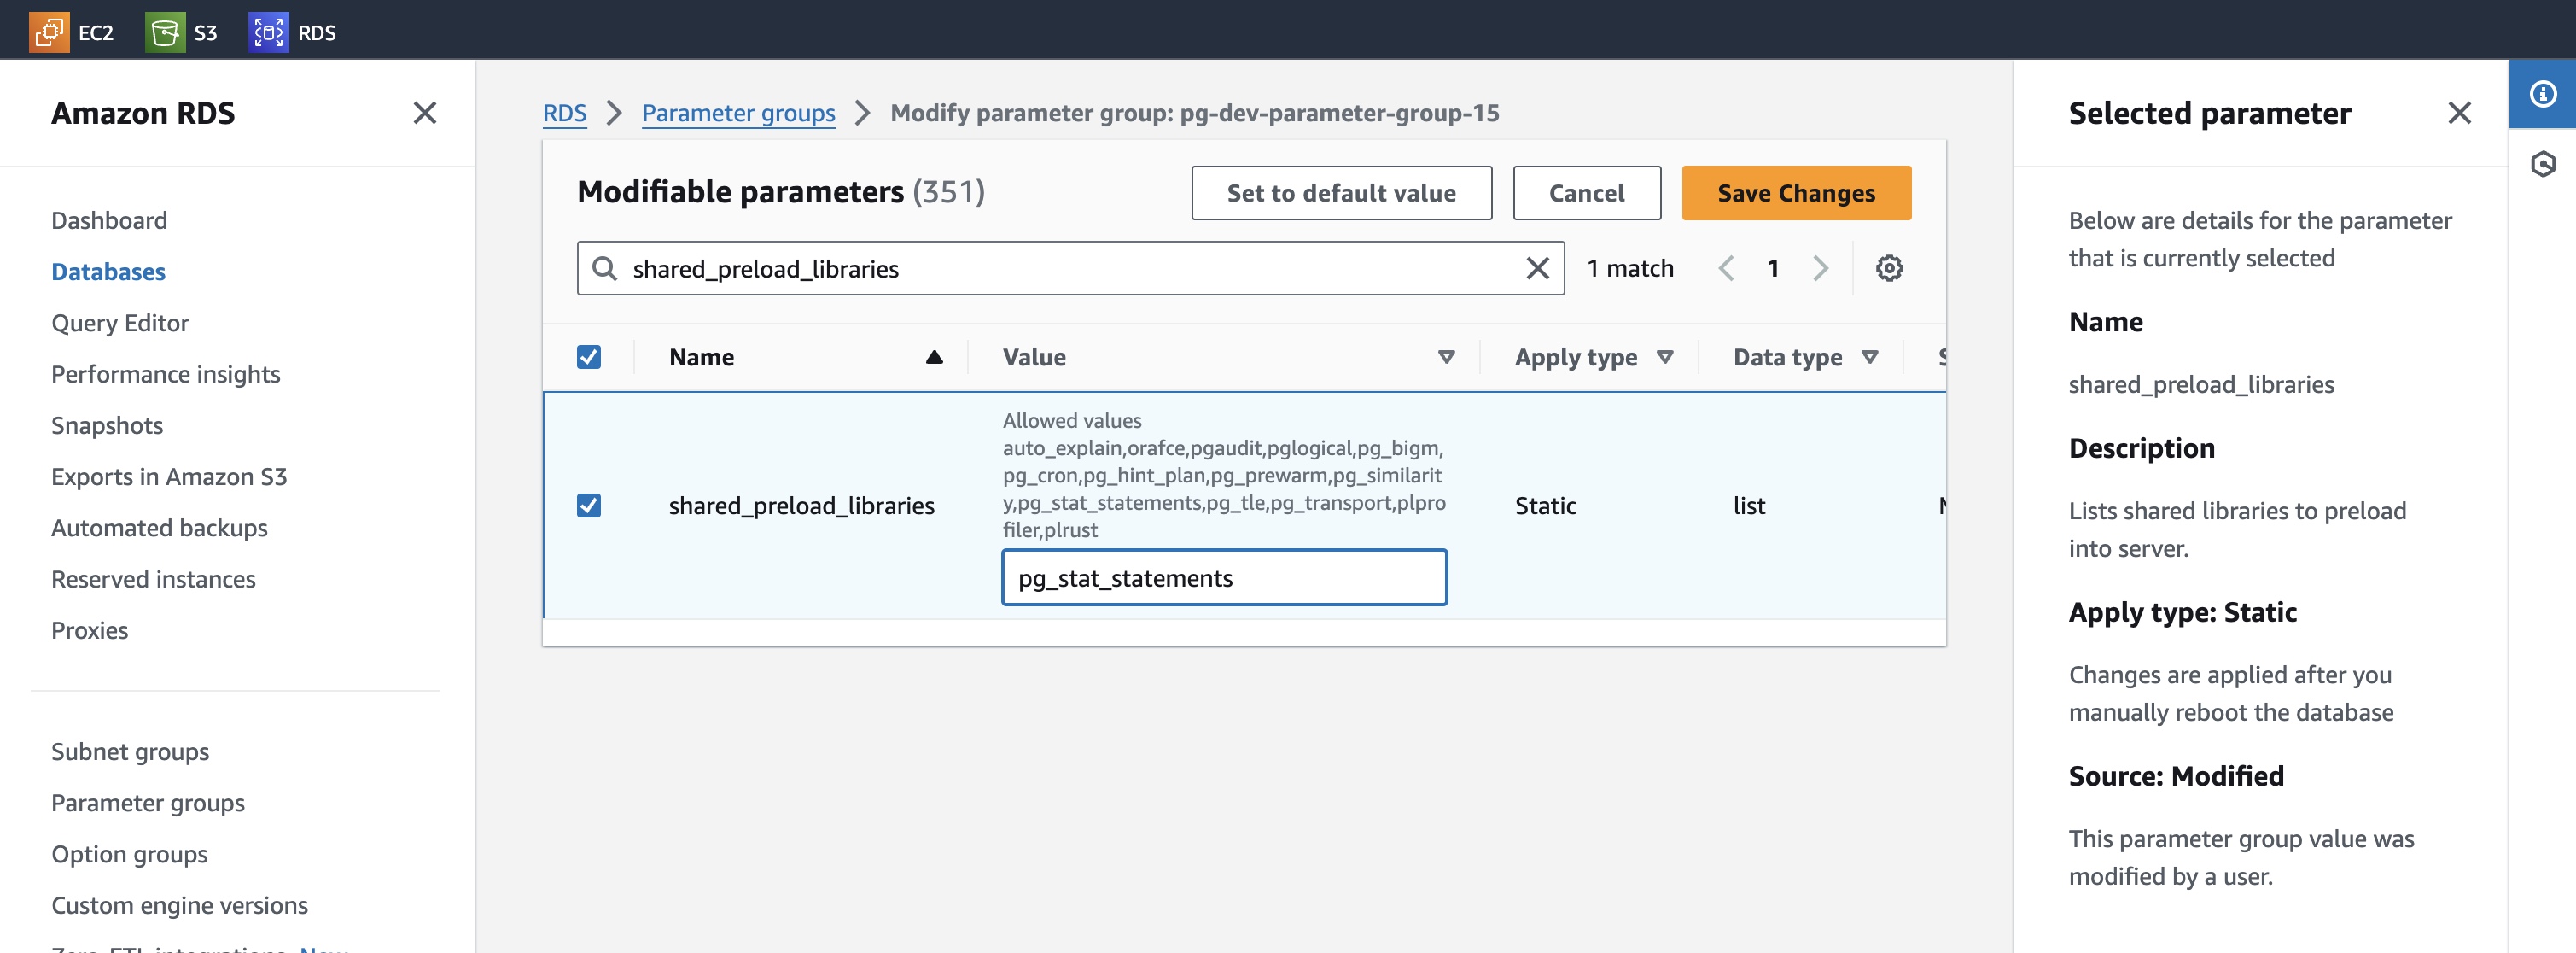 EC2 S3 RDS
Amazon RDS
Dashboard
Databases
Query Editor
Performance insights
Snapshots
Exports in Amazon S3
Automated backups
Reserved instances
Proxies
Subnet groups
Parameter groups
Option groups
Custom engine versions
RDS Parameter groups Modify parameter group: pg-dev-parameter-group-15
Modifiable parameters (351)
Set to default value Cancel Save Changes
shared_preload_libraries 1 match 1
Name Value Apply type Data type
Allowed values
auto_explain,orafce,pgaudit,pglogical,pg_bigm,
pg_cron,pg_hint_plan,pg_prewarm,pg_similarit
y,pg_stat_statements,pg_tle,pg_transport,plpro
filer,plrust
shared_preload_libraries Static list
pg_stat_statements
Selected parameter
Below are details for the parameter
that is currently selected
Name
shared_preload_libraries
Description
Lists shared libraries to preload
into server.
Apply type: Static
Changes are applied after you
manually reboot the database
Source: Modified
This parameter group value was
modified by a user.